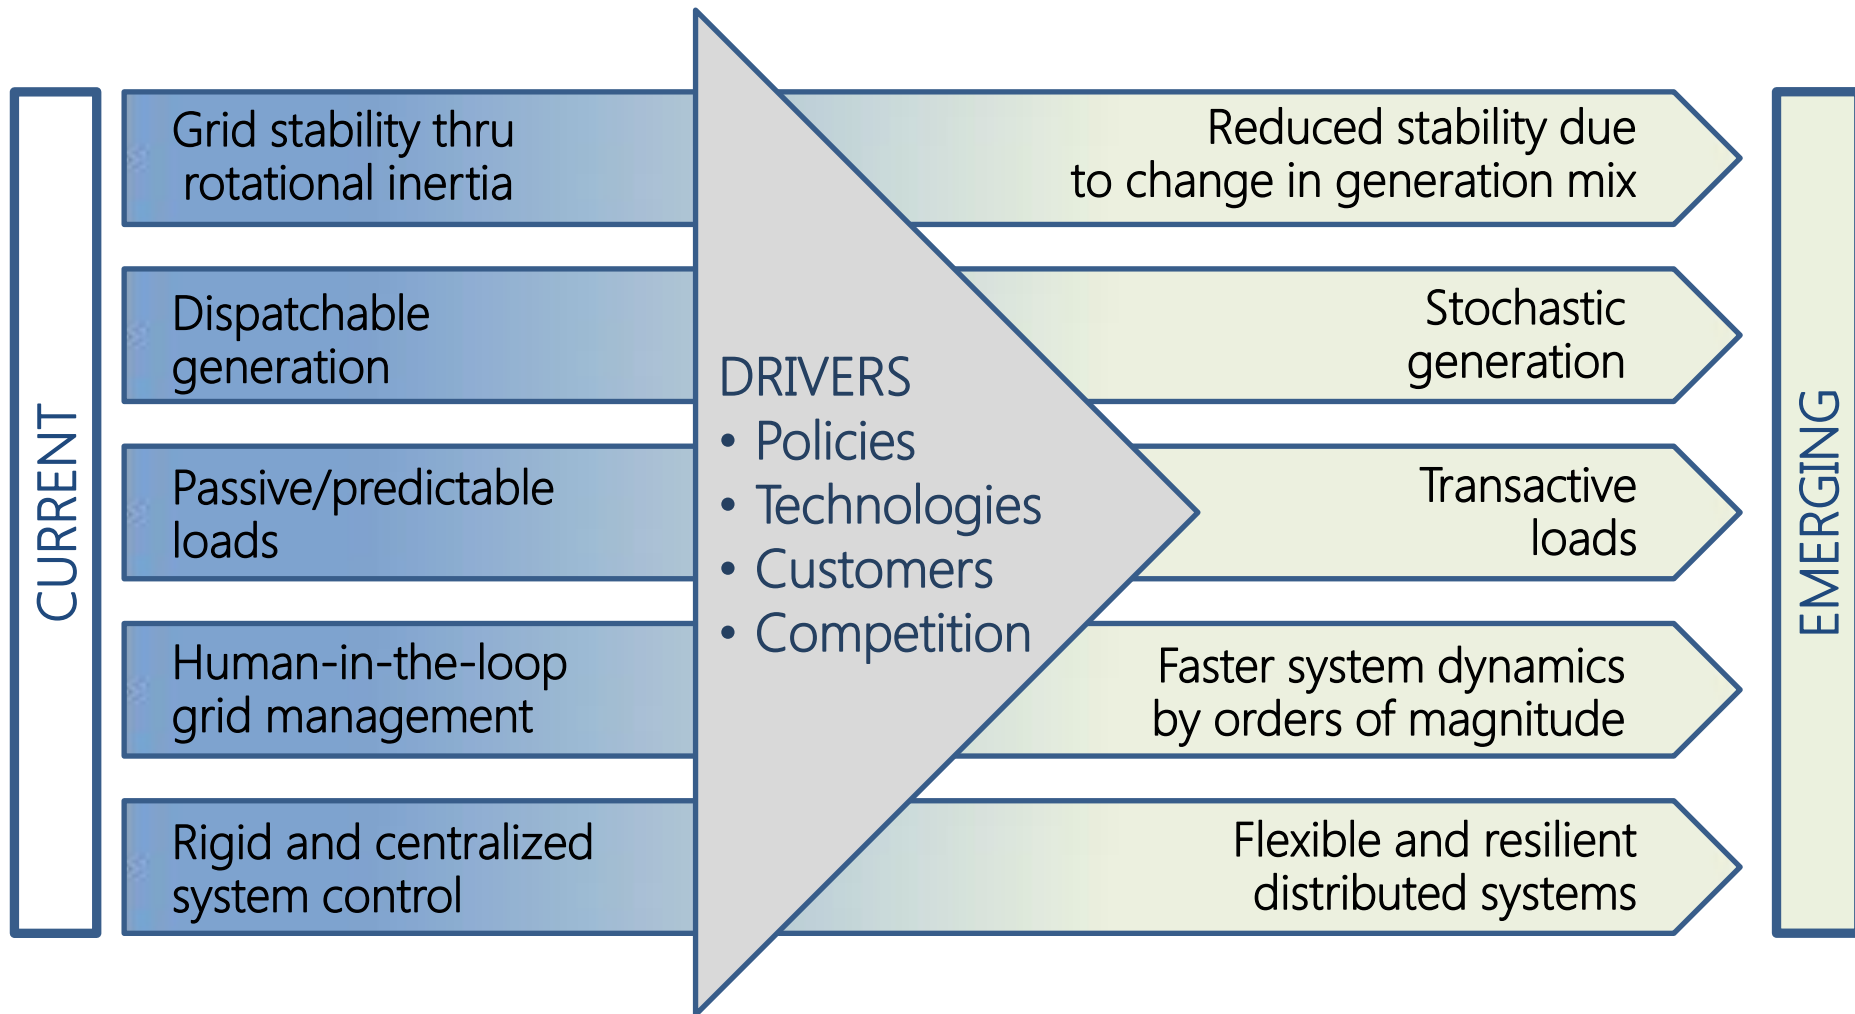 CURRENT
Grid stability thru
rotational inertia
Dispatchable
generation
Passive/predictable
loads
Human-in-the-loop
grid management
Rigid and centralized
system control
DRIVERS
• Policies
• Technologies
• Customers
• Competition
Reduced stability due
to change in generation mix
Stochastic
generation
Transactive
loads
Faster system dynamics
by orders of magnitude
Flexible and resilient
distributed systems
EMERGING